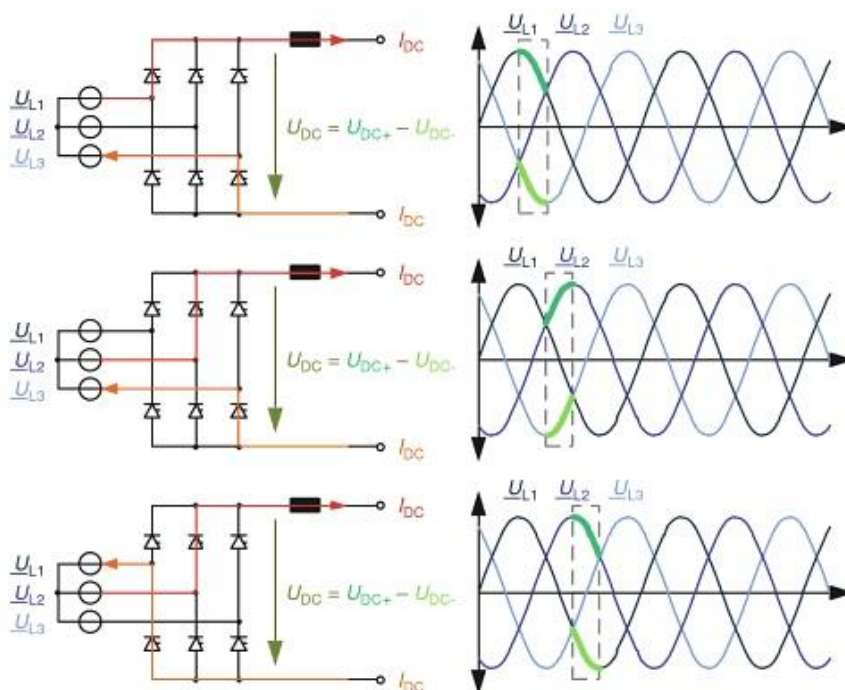 U_L1 U_L2 U_L3
I_DC
U_L1
U_L2
U_L3
U_DC = U_DC+ − U_DC-
I_DC
U_L1 U_L2 U_L3
I_DC
U_L1
U_L2
U_L3
U_DC = U_DC+ − U_DC-
I_DC
U_L1 U_L2 U_L3
I_DC
U_L1
U_L2
U_L3
U_DC = U_DC+ − U_DC-
I_DC